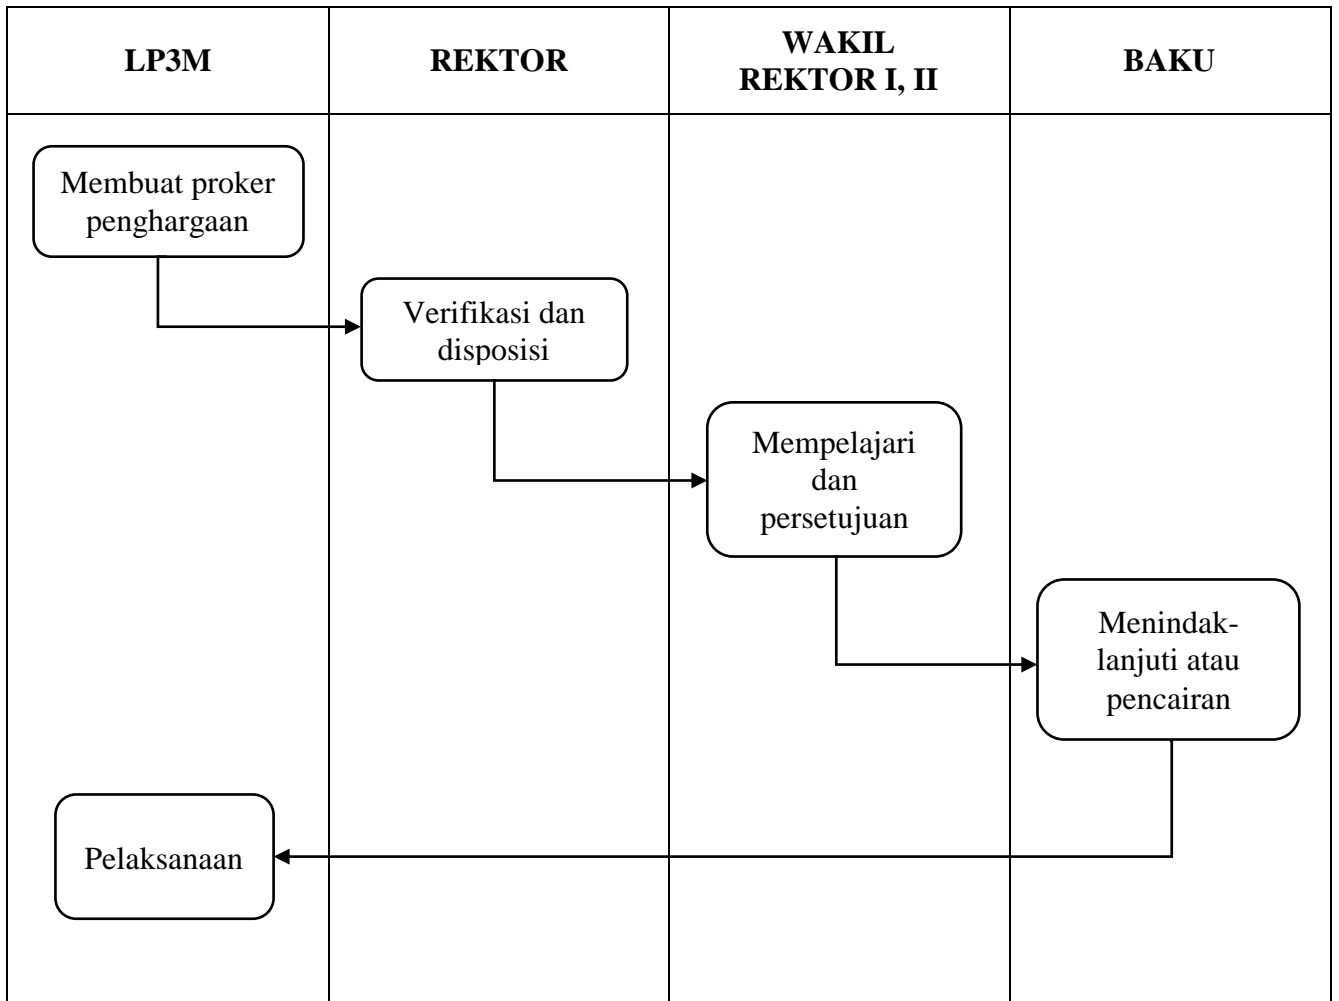 LP3M
REKTOR
WAKIL
REKTOR I, II
BAKU
Membuat proker
penghargaan
Verifikasi dan
disposisi
Mempelajari
dan
persetujuan
Menindak-
lanjuti atau
pencairan
Pelaksanaan